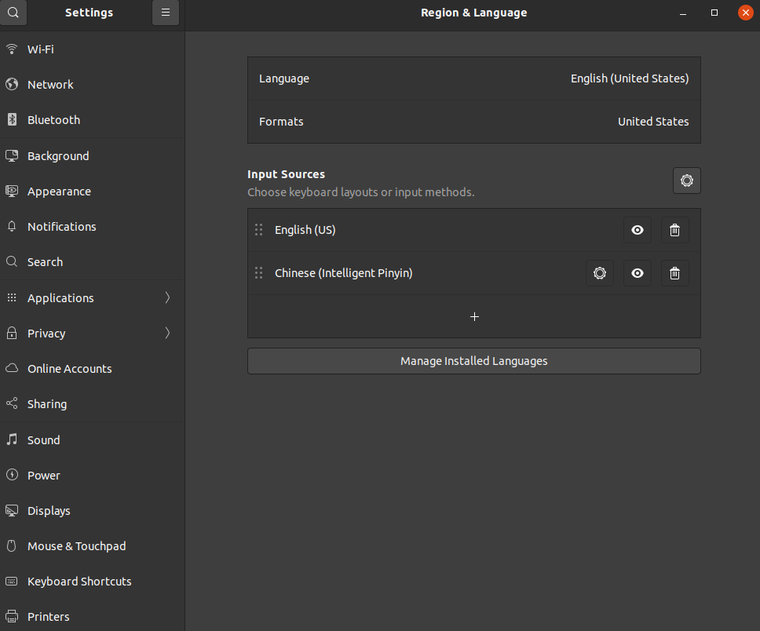 Settings
Region & Language
Wi-Fi
Network
Bluetooth
Background
Appearance
Notifications
Search
Applications
Privacy
Online Accounts
Sharing
Sound
Power
Displays
Mouse & Touchpad
Keyboard Shortcuts
Printers
Language English (United States)
Formats United States
Input Sources
Choose keyboard layouts or input methods.
English (US)
Chinese (Intelligent Pinyin)
Manage Installed Languages